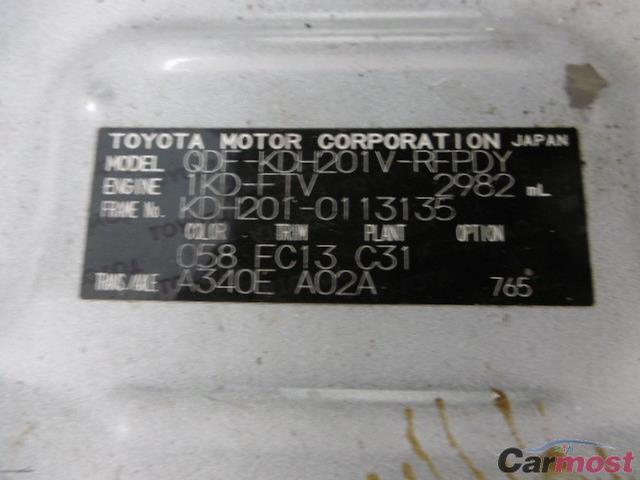 TOYOTA MOTOR CORPORATION JAPAN
MODEL QDF-KDH201V-RFPDY
ENGINE 1KD-FTV 2982 mL
FRAME No. KDH201-0113135
COLOR TRIM PLANT OPTION
058 FC13 C31
TRANS/AXLE A340E A02A 765
Carmost